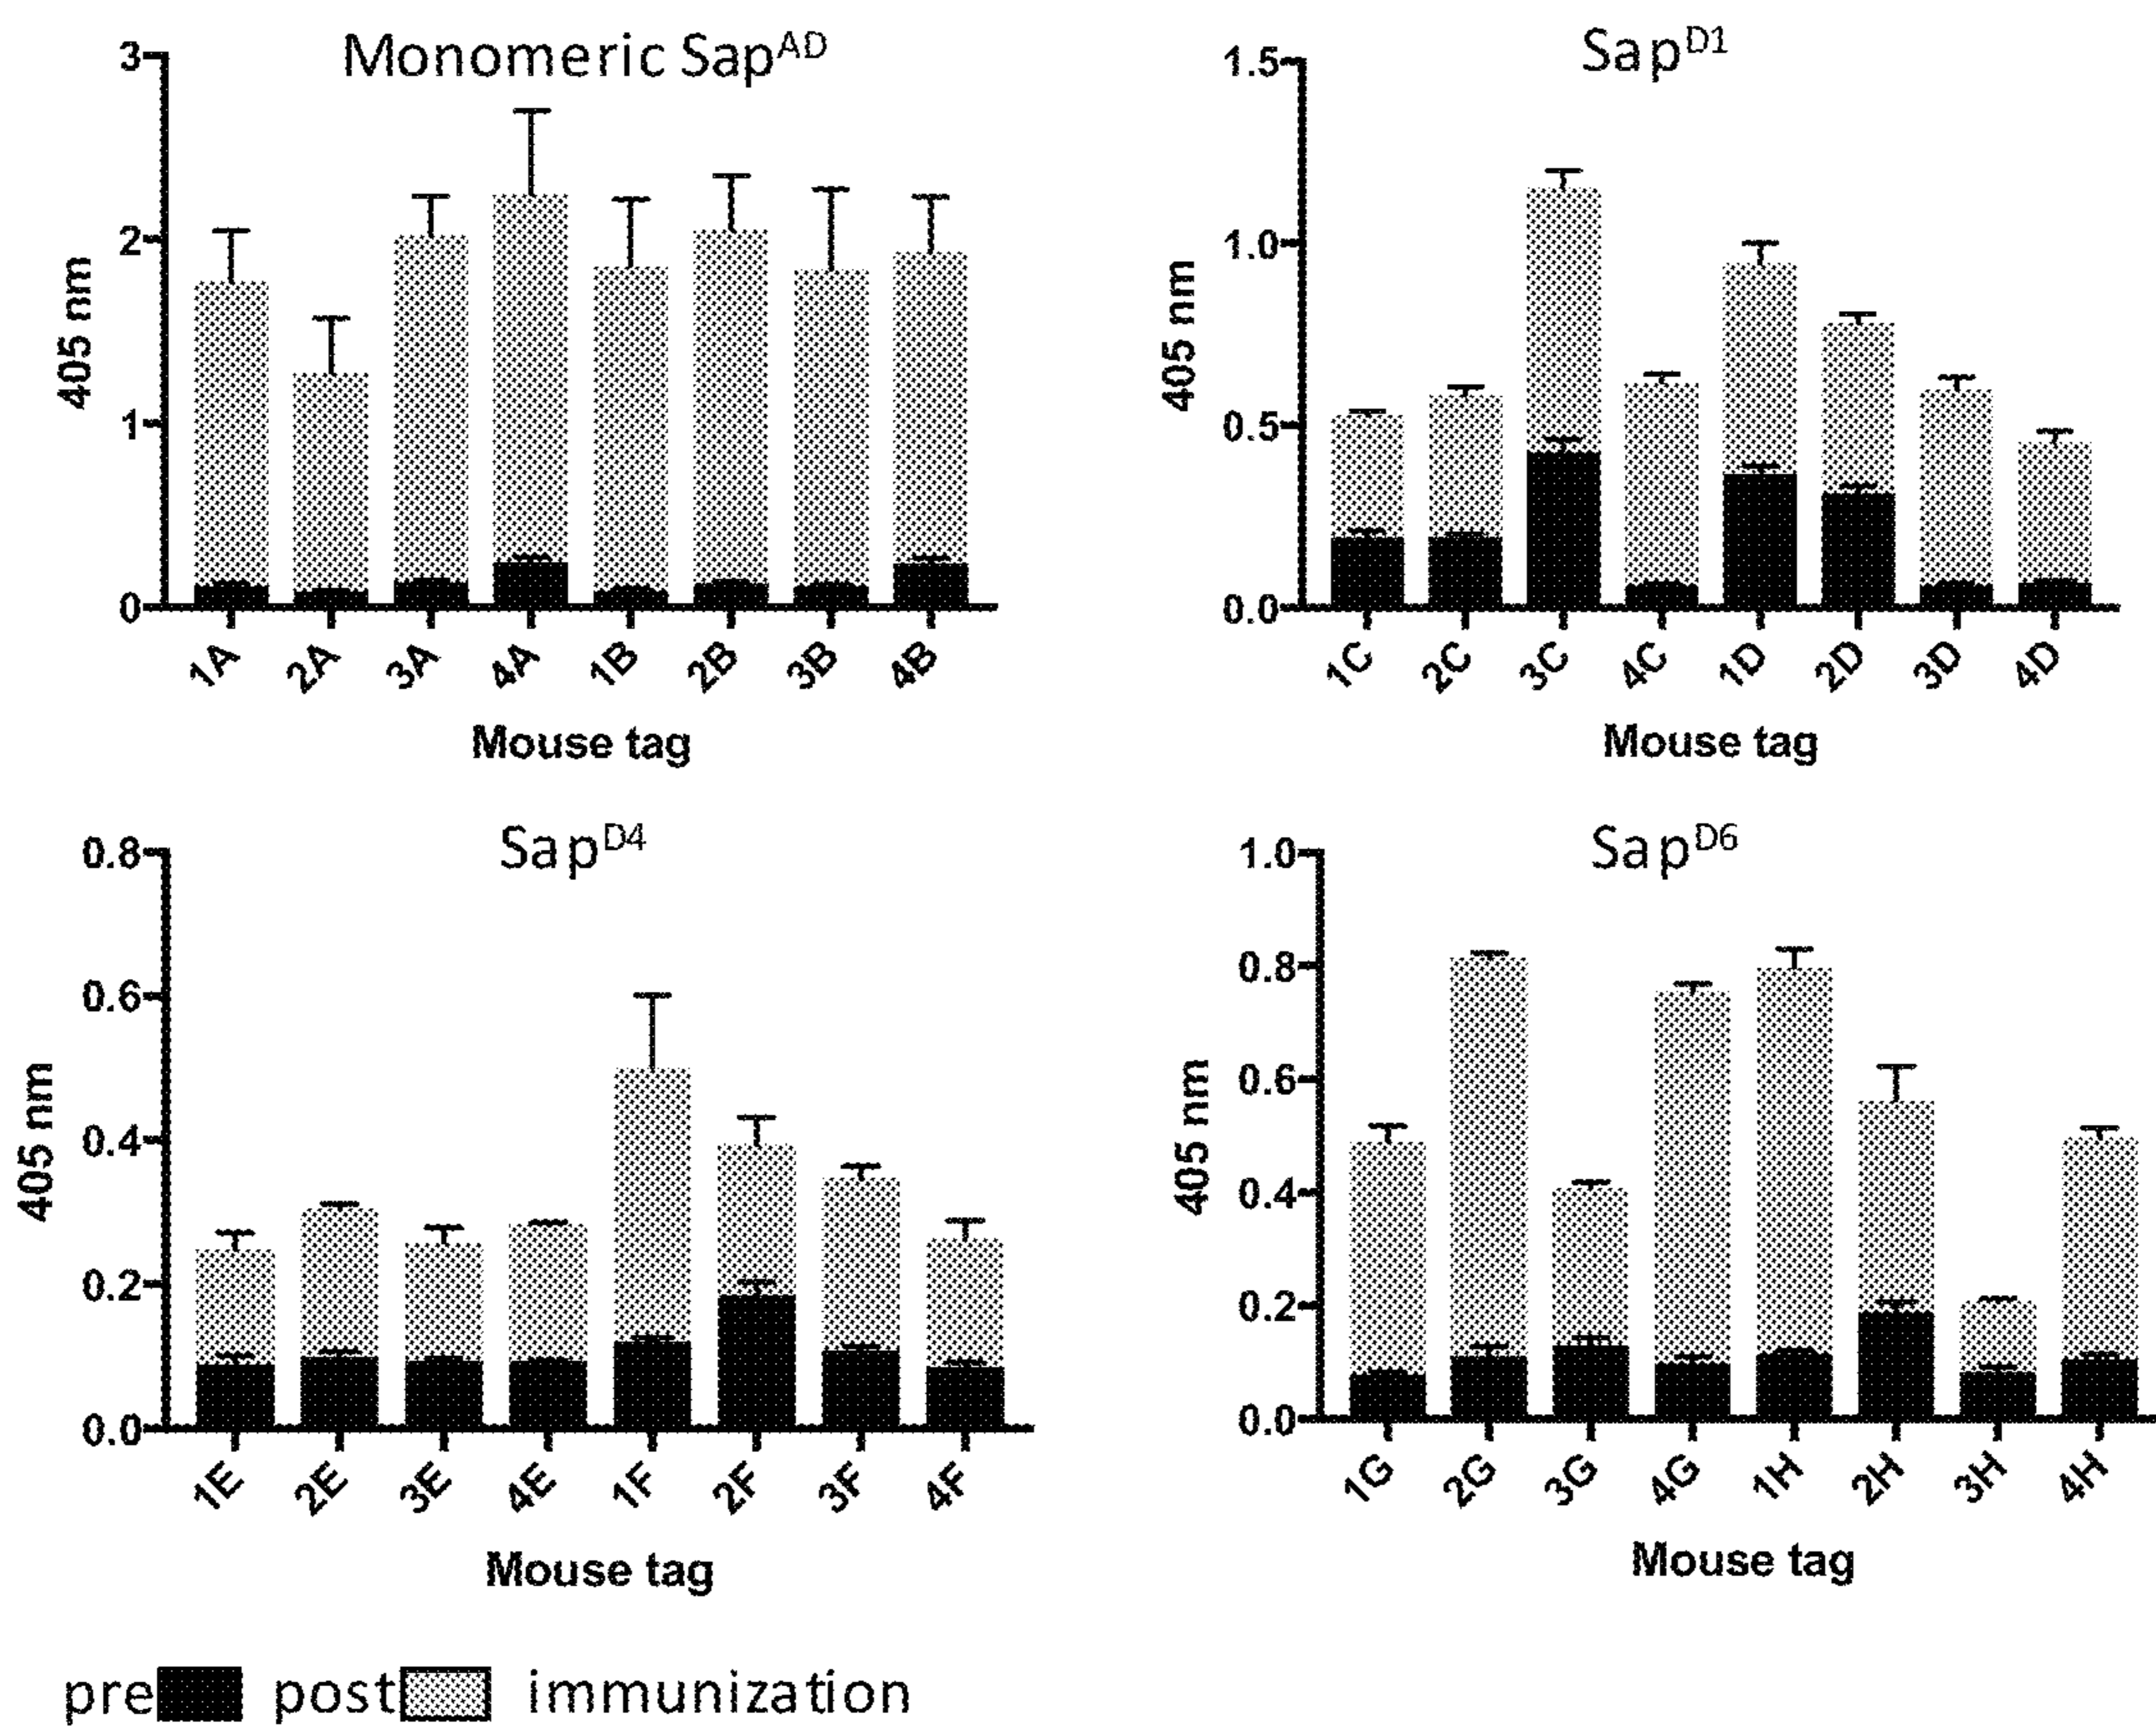 Monomeric Sap^AD
3
2
1
0
405 nm
1A 2A 3A 4A 1B 2B 3B 4B
Mouse tag
Sap^D1
1.5
1.0
0.5
0.0
405 nm
1C 2C 3C 4C 1D 2D 3D 4D
Mouse tag
Sap^D4
0.8
0.6
0.4
0.2
0.0
405 nm
1E 2E 3E 4E 1F 2F 3F 4F
Mouse tag
Sap^D6
1.0
0.8
0.6
0.4
0.2
0.0
405 nm
1G 2G 3G 4G 1H 2H 3H 4H
Mouse tag
pre post immunization